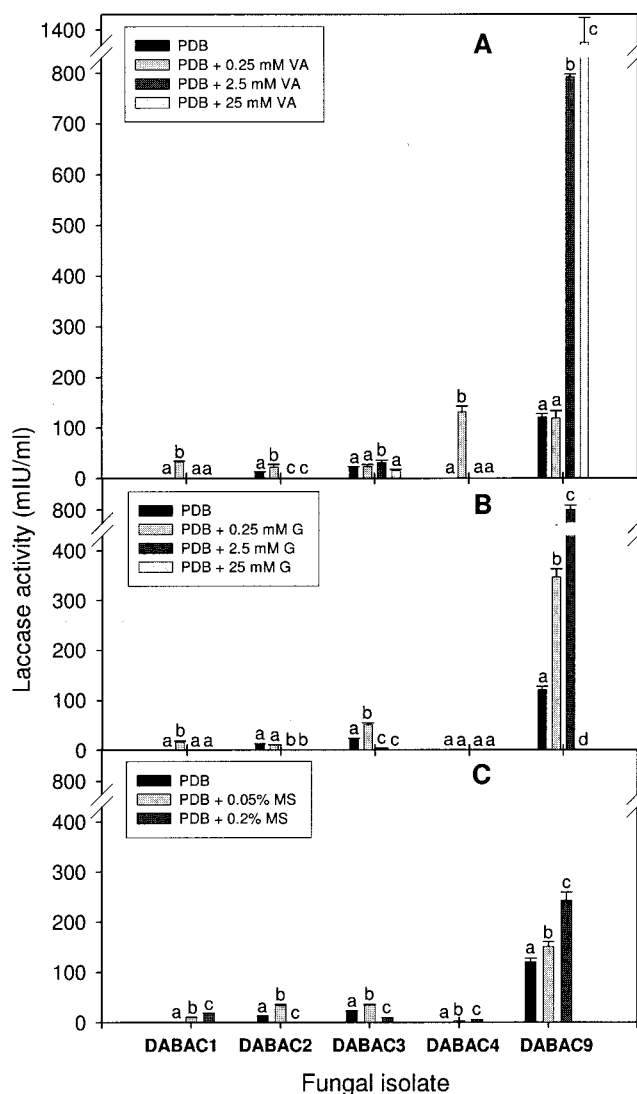 A
PDB
PDB + 0.25 mM VA
PDB + 2.5 mM VA
PDB + 25 mM VA
1400
800
700
600
500
400
300
200
100
0
a b a a
a b c c
a a b a
a b a a
a a b c
B
PDB
PDB + 0.25 mM G
PDB + 2.5 mM G
PDB + 25 mM G
800
400
300
200
100
0
a b a a
a a b b
a b c c
a a a a
a b c d
C
PDB
PDB + 0.05% MS
PDB + 0.2% MS
800
400
300
200
100
0
a b c
a b c
a b c
a b c
a b c
Laccase activity (mIU/ml)
DABAC1 DABAC2 DABAC3 DABAC4 DABAC9
Fungal isolate